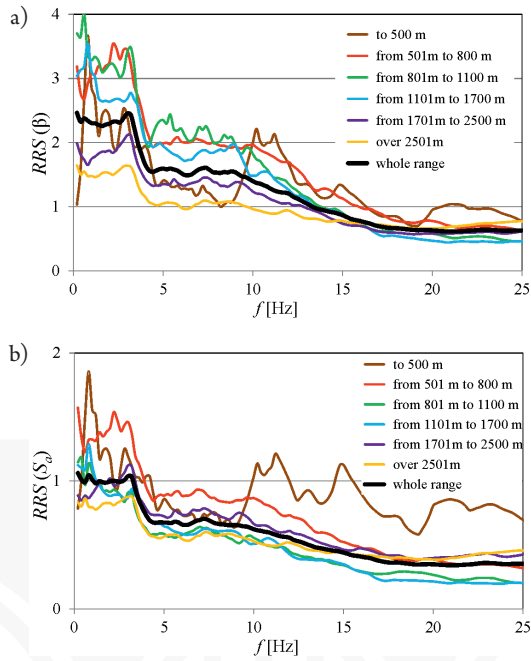 a)
RRS (β)
4
3
2
1
0
to 500 m
from 501m to 800 m
from 801m to 1100 m
from 1101m to 1700 m
from 1701m to 2500 m
over 2501m
whole range
0 5 10 15 20 25
f [Hz]
b)
RRS (Sa)
2
1
0
to 500 m
from 501 m to 800 m
from 801 m to 1100 m
from 1101m to 1700 m
from 1701m to 2500 m
over 2501m
whole range
0 5 10 15 20 25
f [Hz]